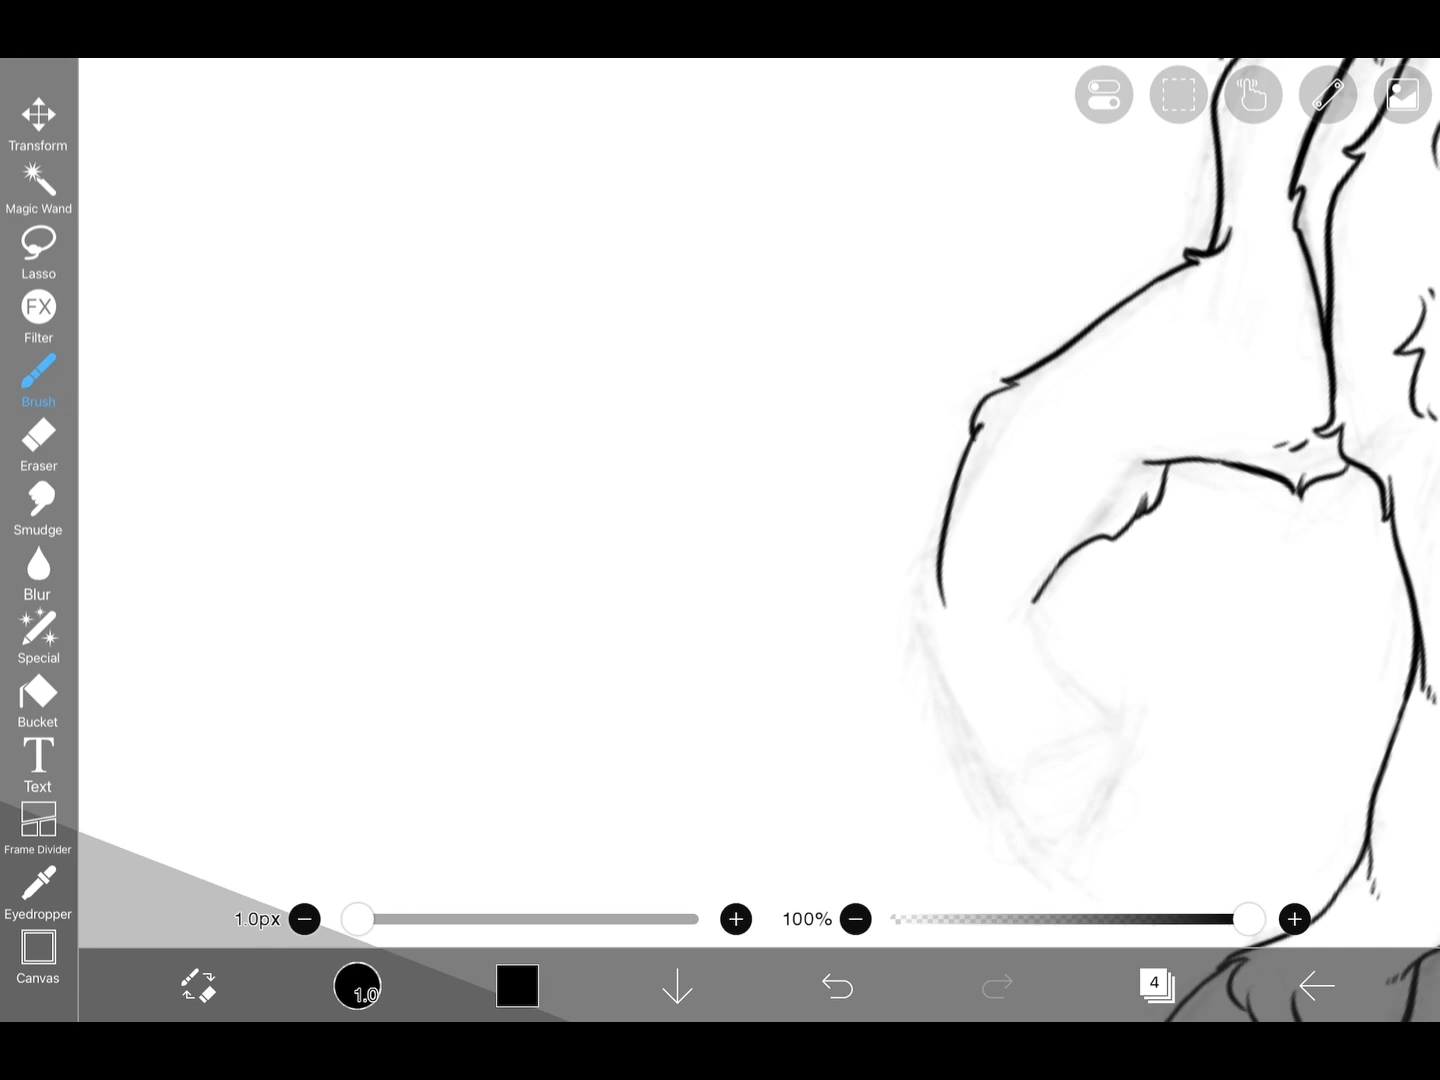 Transform
Magic Wand
Lasso
FX
Filter
Brush
Eraser
Smudge
Blur
Special
Bucket
T
Text
Frame Divider
Eyedropper
Canvas
1.0px
100%
1.0
4